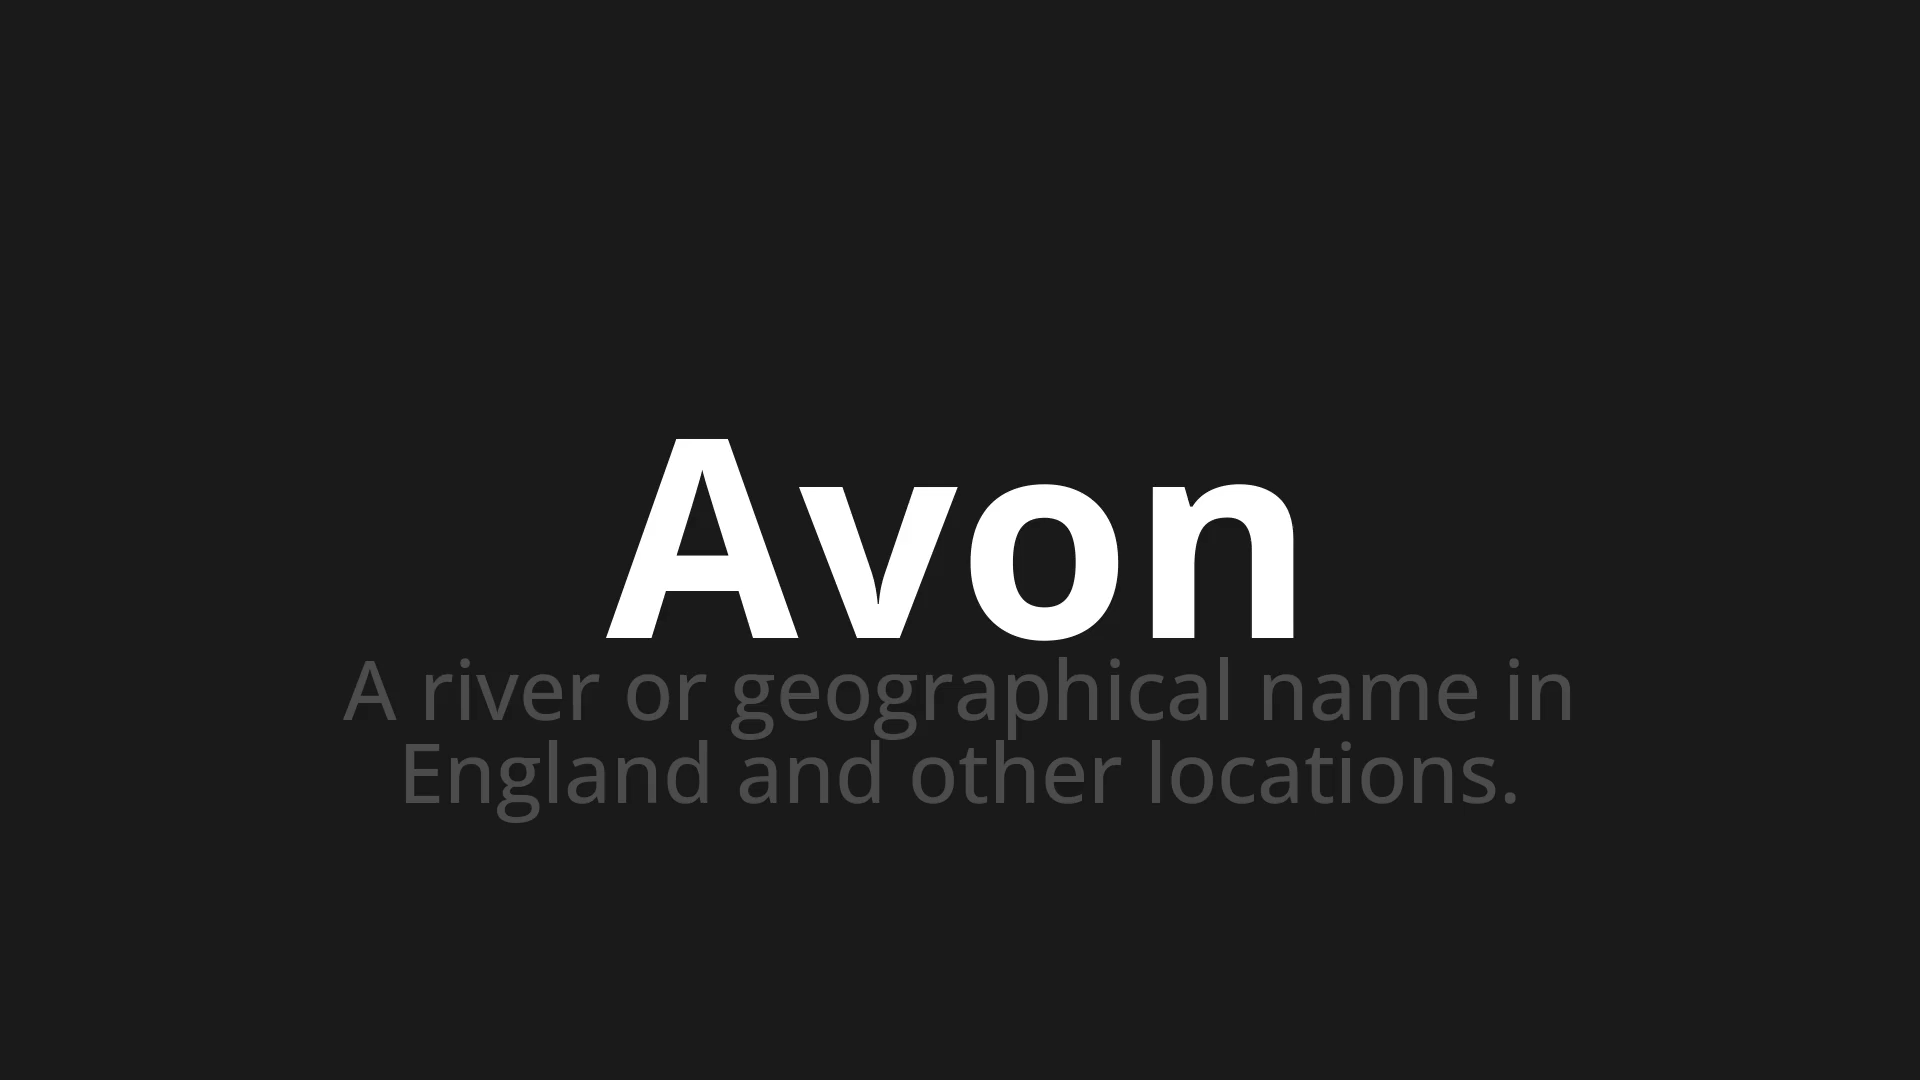 Avon
A river or geographical name in
England and other locations.